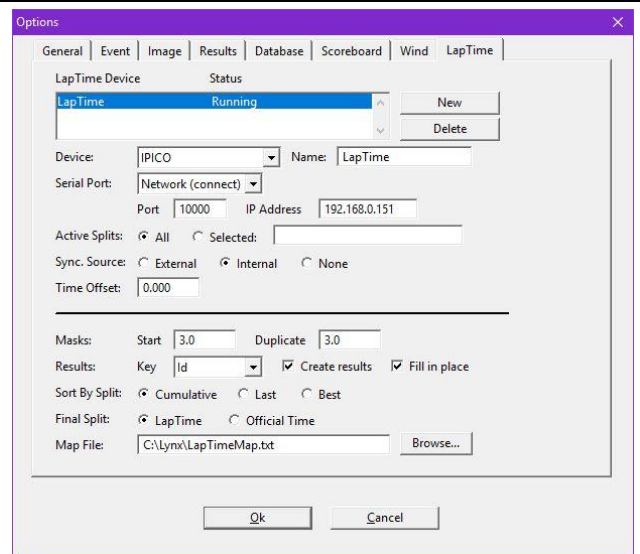 Options
General Event Image Results Database Scoreboard Wind LapTime
LapTime Device Status
LapTime Running New
Delete
Device: IPICO Name: LapTime
Serial Port: Network (connect)
Port 10000 IP Address 192.168.0.151
Active Splits: All Selected:
Sync. Source: External Internal None
Time Offset: 0.000
Masks: Start 3.0 Duplicate 3.0
Results: Key Id Create results Fill in place
Sort By Split: Cumulative Last Best
Final Split: LapTime Official Time
Map File: C:\Lynx\LapTimeMap.txt Browse...
Ok Cancel